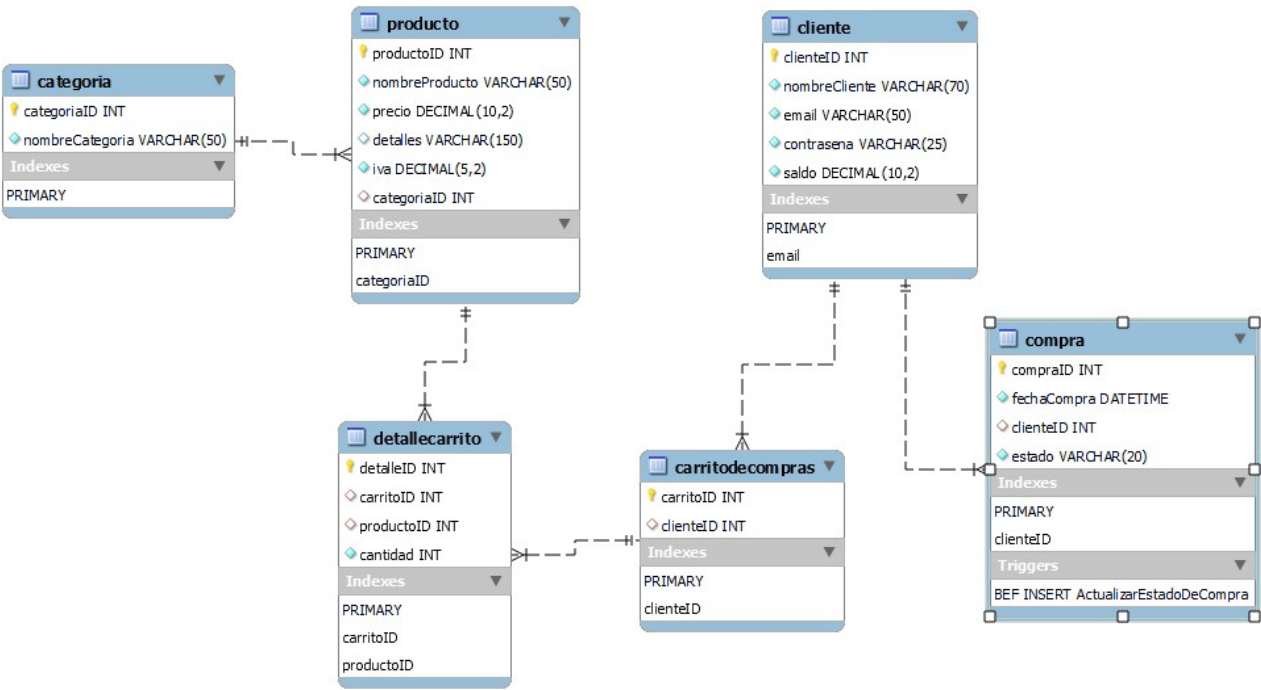 categoria
categoriaID INT
nombreCategoria VARCHAR(50)
Indexes
PRIMARY
producto
productoID INT
nombreProducto VARCHAR(50)
precio DECIMAL(10,2)
detalles VARCHAR(150)
iva DECIMAL(5,2)
categoriaID INT
Indexes
PRIMARY
categoriaID
cliente
clienteID INT
nombreCliente VARCHAR(70)
email VARCHAR(50)
contrasena VARCHAR(25)
saldo DECIMAL(10,2)
Indexes
PRIMARY
email
compra
compraID INT
fechaCompra DATETIME
clienteID INT
estado VARCHAR(20)
Indexes
PRIMARY
clienteID
Triggers
BEF INSERT ActualizarEstadoDeCompra
detallecarrito
detalleID INT
carritoID INT
productoID INT
cantidad INT
Indexes
PRIMARY
carritoID
productoID
carritodecompras
carritoID INT
clienteID INT
Indexes
PRIMARY
clienteID